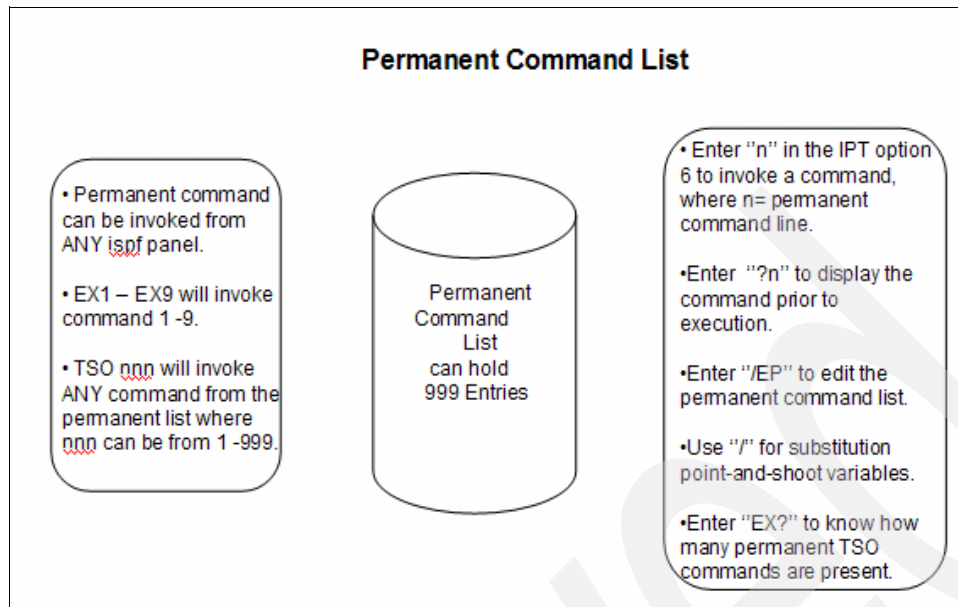 Permanent Command List
• Permanent command
can be invoked from
ANY ispf panel.
• EX1 – EX9 will invoke
command 1 -9.
• TSO nnn will invoke
ANY command from the
permanent list where
nnn can be from 1 -999.
Permanent
Command
List
can hold
999 Entries
• Enter ‘‘n’’ in the IPT option
6 to invoke a command,
where n= permanent
command line.
•Enter ‘‘?n’’ to display the
command prior to
execution.
•Enter ‘‘/EP’’ to edit the
permanent command list.
•Use ‘‘/’’ for substitution
point-and-shoot variables.
•Enter ‘‘EX?’’ to know how
many permanent TSO
commands are present.